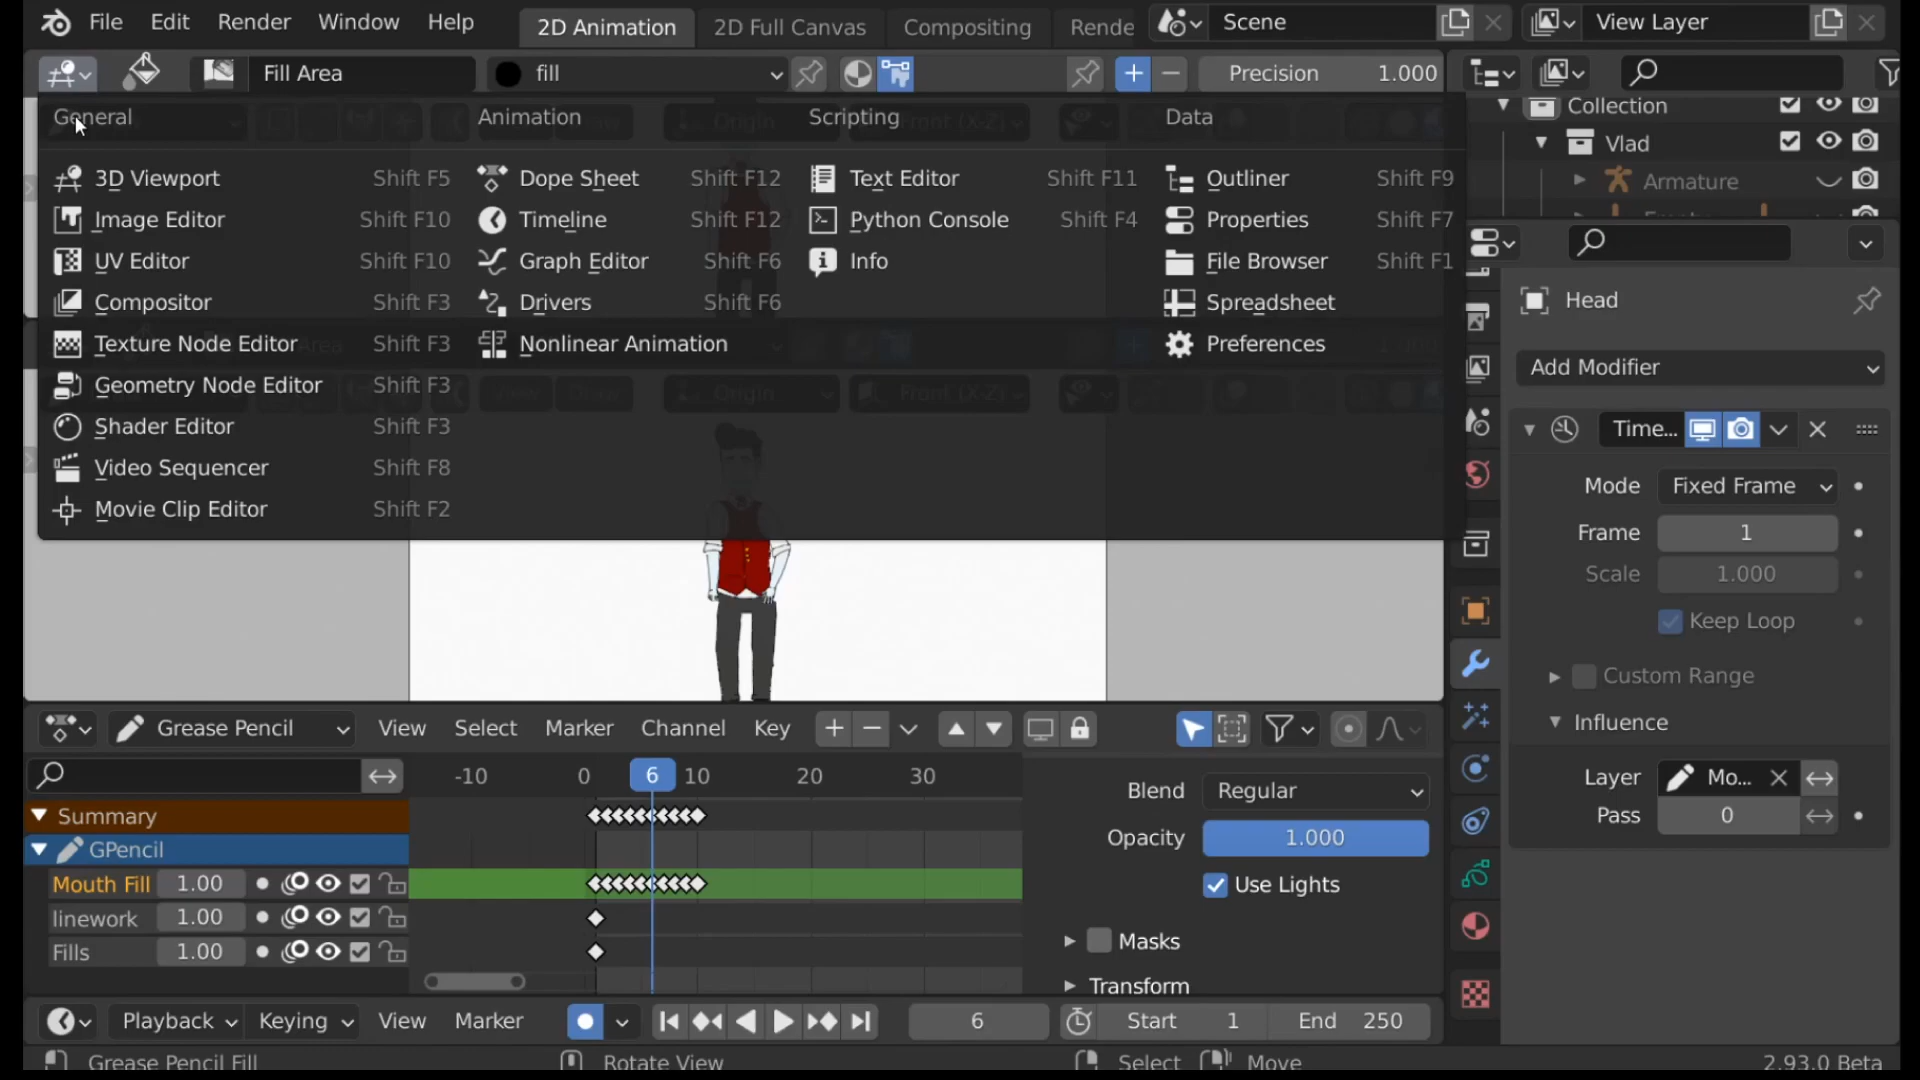 File Edit Render Window Help 2D Animation 2D Full Canvas Compositing Rende Scene View Layer
Fill Area fill Precision 1.000
General Animation Scripting Data
Collection
Vlad
Armature
3D Viewport Shift F5 Dope Sheet Shift F12 Text Editor Shift F11 Outliner Shift F9
Image Editor Shift F10 Timeline Shift F12 Python Console Shift F4 Properties Shift F7
UV Editor Shift F10 Graph Editor Shift F6 Info File Browser Shift F1
Compositor Shift F3 Drivers Shift F6 Spreadsheet
Texture Node Editor Shift F3 Nonlinear Animation Preferences
Geometry Node Editor Shift F3
Shader Editor Shift F3
Video Sequencer Shift F8
Movie Clip Editor Shift F2
Origin Front (X-Z)
Head
Add Modifier
Time...
Mode Fixed Frame
Frame 1
Scale 1.000
Keep Loop
Custom Range
Influence
Layer Mo...
Pass 0
Grease Pencil View Select Marker Channel Key
-10 0 6 10 20 30
Summary
GPencil
Mouth Fill 1.00
linework 1.00
Fills 1.00
Blend Regular
Opacity 1.000
Use Lights
Masks
Transform
Playback Keying View Marker 6 Start 1 End 250
Grease Pencil Fill Rotate View Select Move 2.93.0 Beta